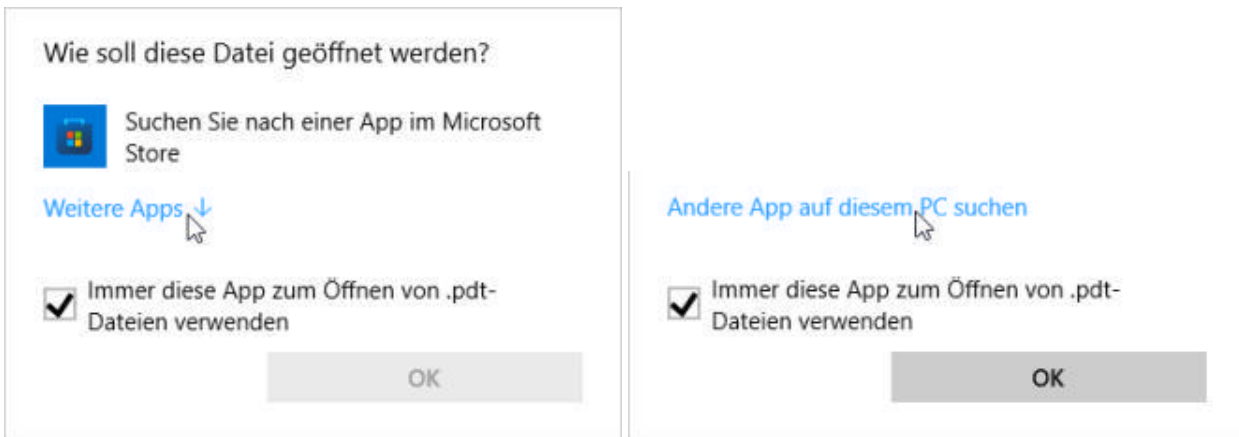 Wie soll diese Datei geöffnet werden?
Suchen Sie nach einer App im Microsoft
Store
Weitere Apps ↓
Immer diese App zum Öffnen von .pdt-
Dateien verwenden
OK
Andere App auf diesem PC suchen
Immer diese App zum Öffnen von .pdt-
Dateien verwenden
OK